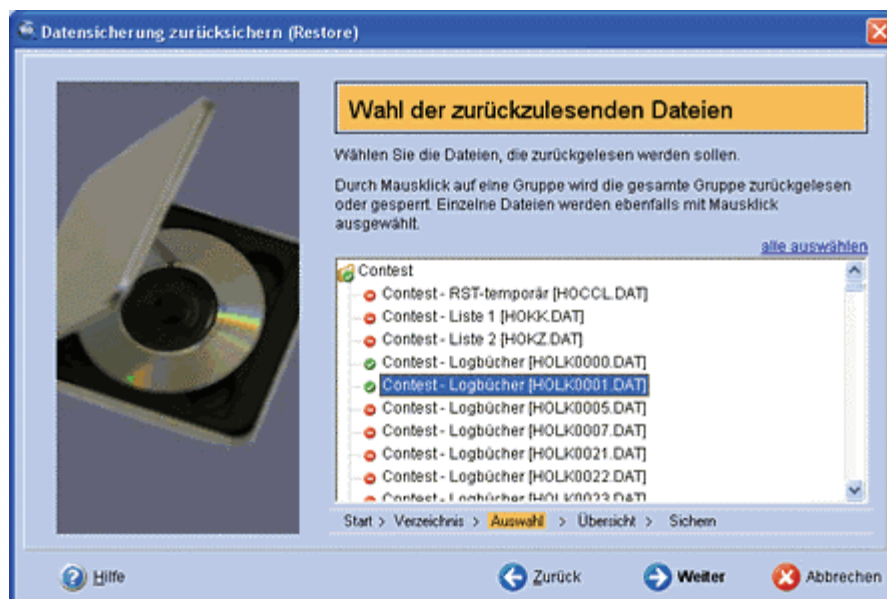 Datensicherung zurücksichern (Restore)
Wahl der zurückzulesenden Dateien
Wählen Sie die Dateien, die zurückgelesen werden sollen.
Durch Mausklick auf eine Gruppe wird die gesamte Gruppe zurückgelesen
oder gesperrt. Einzelne Dateien werden ebenfalls mit Mausklick
ausgewählt.
alle auswählen
Contest
Contest - RST-temporär [HOCCL.DAT]
Contest - Liste 1 [HOKK.DAT]
Contest - Liste 2 [HOKZ.DAT]
Contest - Logbücher [HOLK0000.DAT]
Contest - Logbücher [HOLK0001.DAT]
Contest - Logbücher [HOLK0005.DAT]
Contest - Logbücher [HOLK0007.DAT]
Contest - Logbücher [HOLK0021.DAT]
Contest - Logbücher [HOLK0022.DAT]
Contest - Logbücher [HOLK0023.DAT]
Start > Verzeichnis > Auswahl > Übersicht > Sichern
Hilfe Zurück Weiter Abbrechen